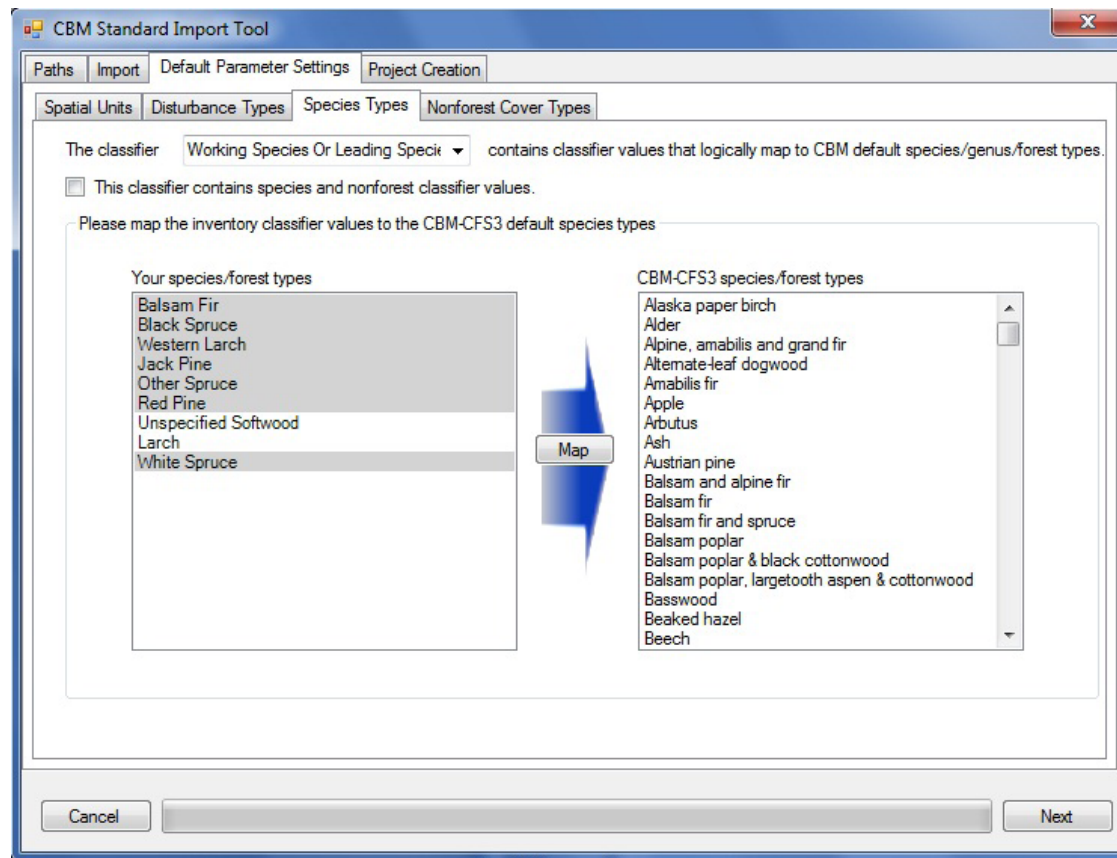 CBM Standard Import Tool
Paths Import Default Parameter Settings Project Creation
Spatial Units Disturbance Types Species Types Nonforest Cover Types
The classifier Working Species Or Leading Specie contains classifier values that logically map to CBM default species/genus/forest types.
This classifier contains species and nonforest classifier values.
Please map the inventory classifier values to the CBM-CFS3 default species types
Your species/forest types
Balsam Fir
Black Spruce
Western Larch
Jack Pine
Other Spruce
Red Pine
Unspecified Softwood
Larch
White Spruce
Map
CBM-CFS3 species/forest types
Alaska paper birch
Alder
Alpine, amabilis and grand fir
Alternate-leaf dogwood
Amabilis fir
Apple
Arbutus
Ash
Austrian pine
Balsam and alpine fir
Balsam fir
Balsam fir and spruce
Balsam poplar
Balsam poplar & black cottonwood
Balsam poplar, largetooth aspen & cottonwood
Basswood
Beaked hazel
Beech
Cancel Next